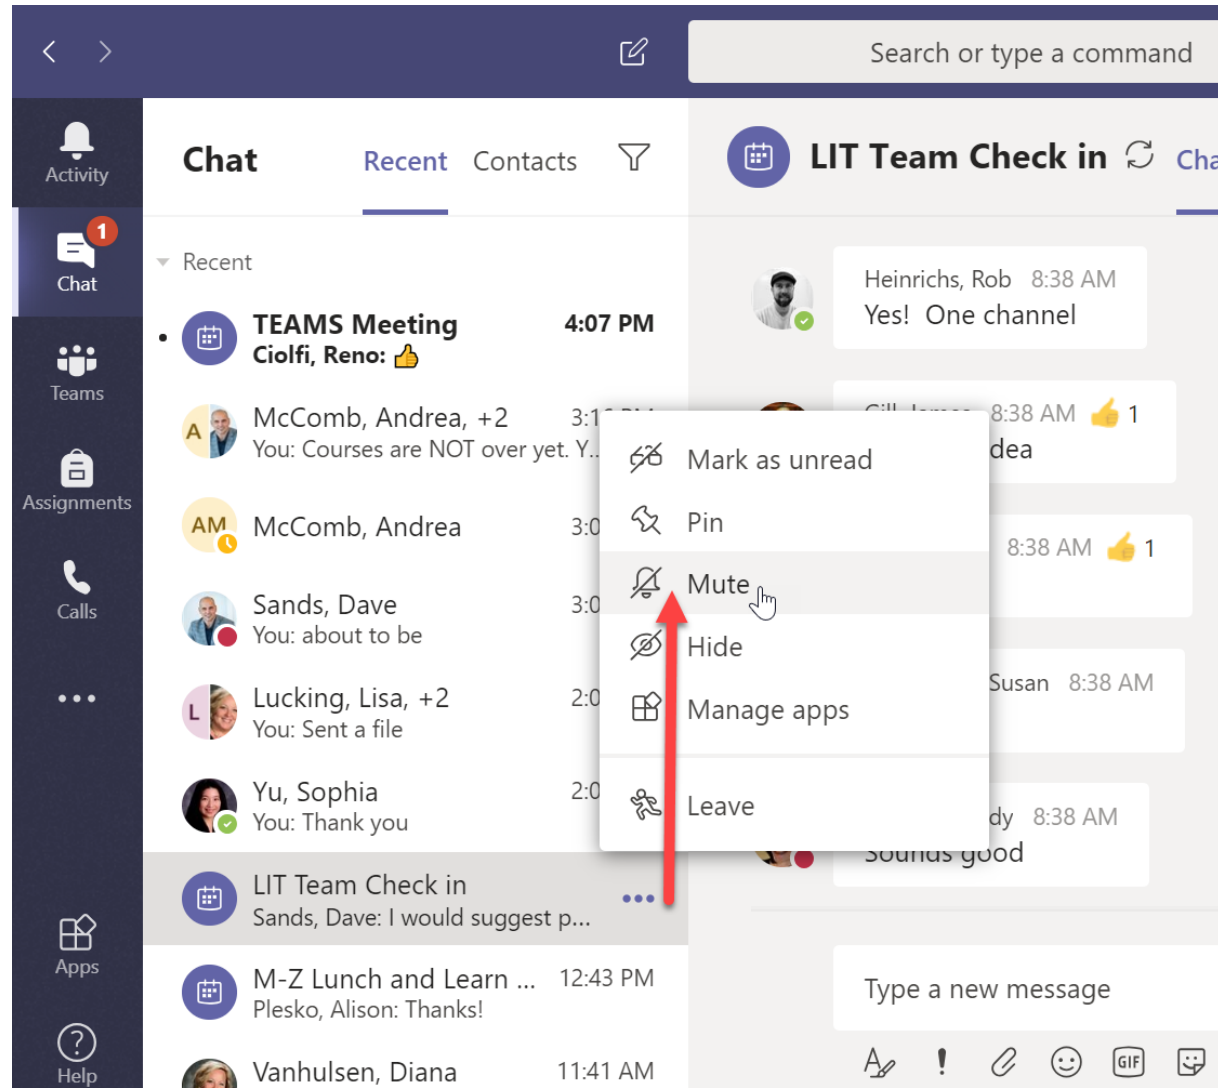 Search or type a command
Activity
1
Chat
Teams
Assignments
Calls
Apps
Help
Chat
Recent
Contacts
Recent
TEAMS Meeting 4:07 PM
Ciolfi, Reno: 👍
A
McComb, Andrea, +2
You: Courses are NOT over yet. Y...
AM
McComb, Andrea
Sands, Dave
You: about to be
L
Lucking, Lisa, +2
You: Sent a file
Yu, Sophia
You: Thank you
LIT Team Check in
Sands, Dave: I would suggest p...
M-Z Lunch and Learn ... 12:43 PM
Plesko, Alison: Thanks!
Vanhulsen, Diana 11:41 AM
Mark as unread
Pin
Mute
Hide
Manage apps
Leave
LIT Team Check in
Heinrichs, Rob 8:38 AM
Yes! One channel
8:38 AM 👍 1
8:38 AM 👍 1
Susan 8:38 AM
8:38 AM
Sounds good
Type a new message
GIF